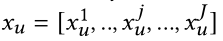 x_u = [x_u^1, .., x_u^j, ..., x_u^J]